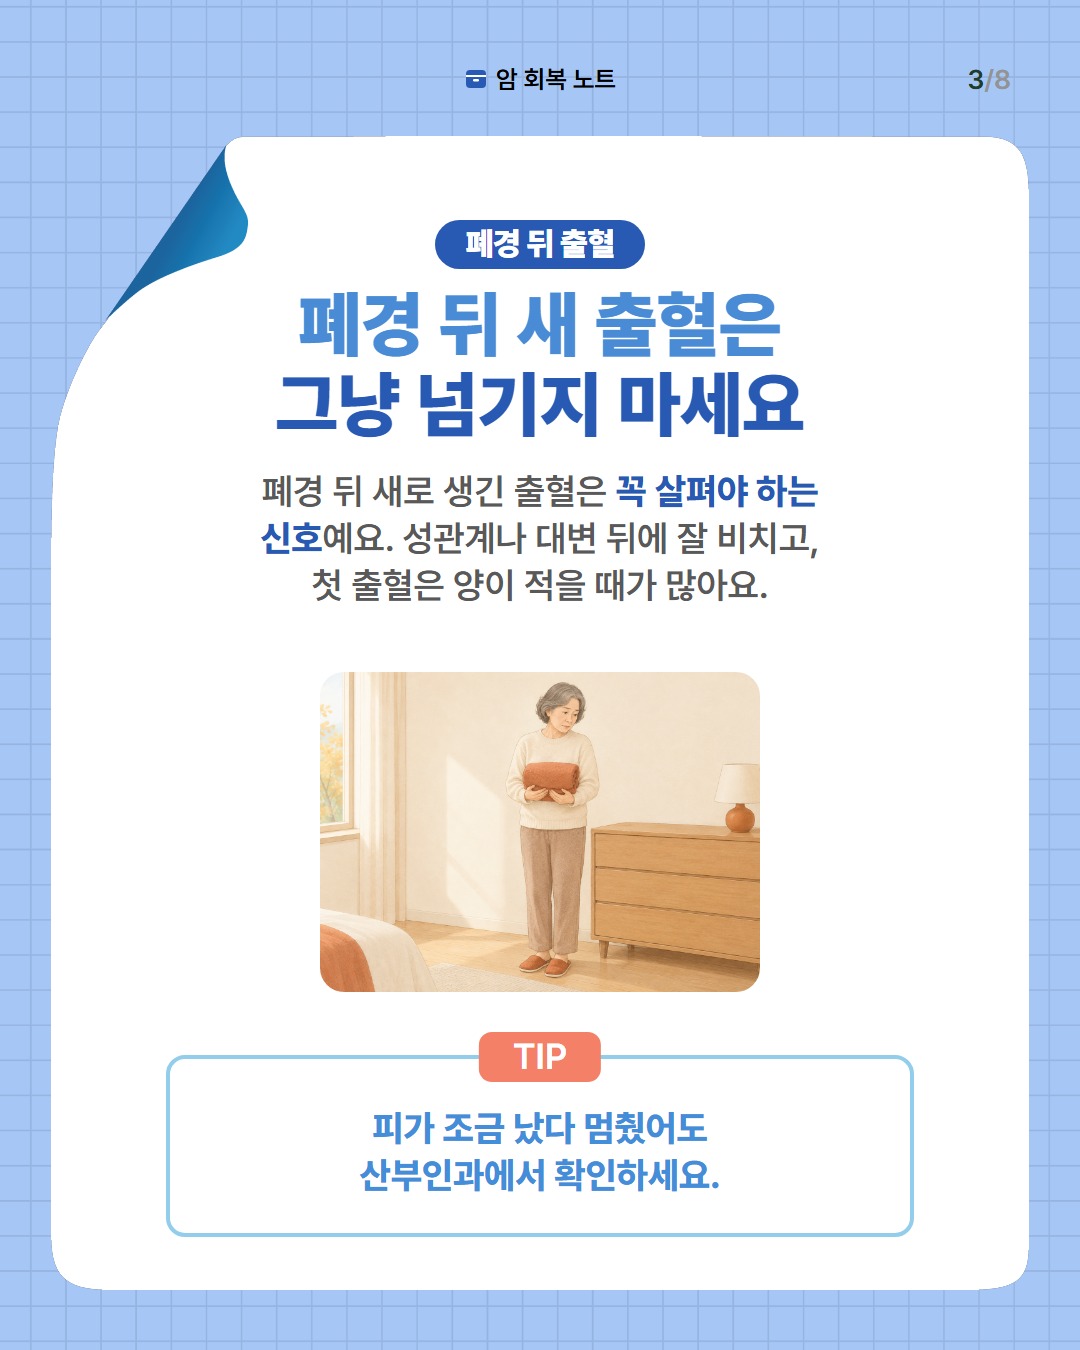 암 회복 노트
3/8
폐경 뒤 출혈
폐경 뒤 새 출혈은
그냥 넘기지 마세요
폐경 뒤 새로 생긴 출혈은 꼭 살펴야 하는
신호예요. 성관계나 대변 뒤에 잘 비치고,
첫 출혈은 양이 적을 때가 많아요.
TIP
피가 조금 났다 멈췄어도
산부인과에서 확인하세요.